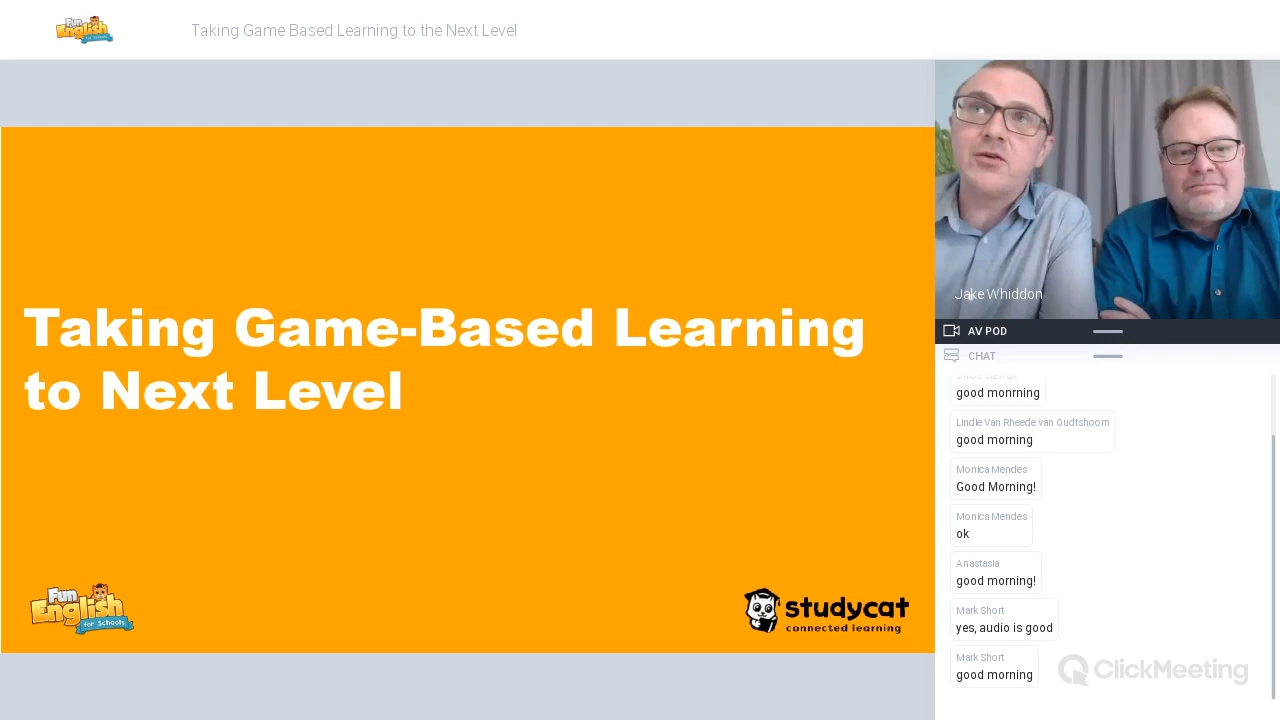 Fun
English
for Schools
Taking Game Based Learning to the Next Level
Taking Game-Based Learning
to Next Level
Fun
English
for Schools
studycat
connected learning
Jake Whiddon
AV POD
CHAT
good monrning
Lindie Van Rheede van Oudtshoorn
good morning
Monica Mendes
Good Morning!
Monica Mendes
ok
Anastasia
good morning!
Mark Short
yes, audio is good
Mark Short
good morning
ClickMeeting